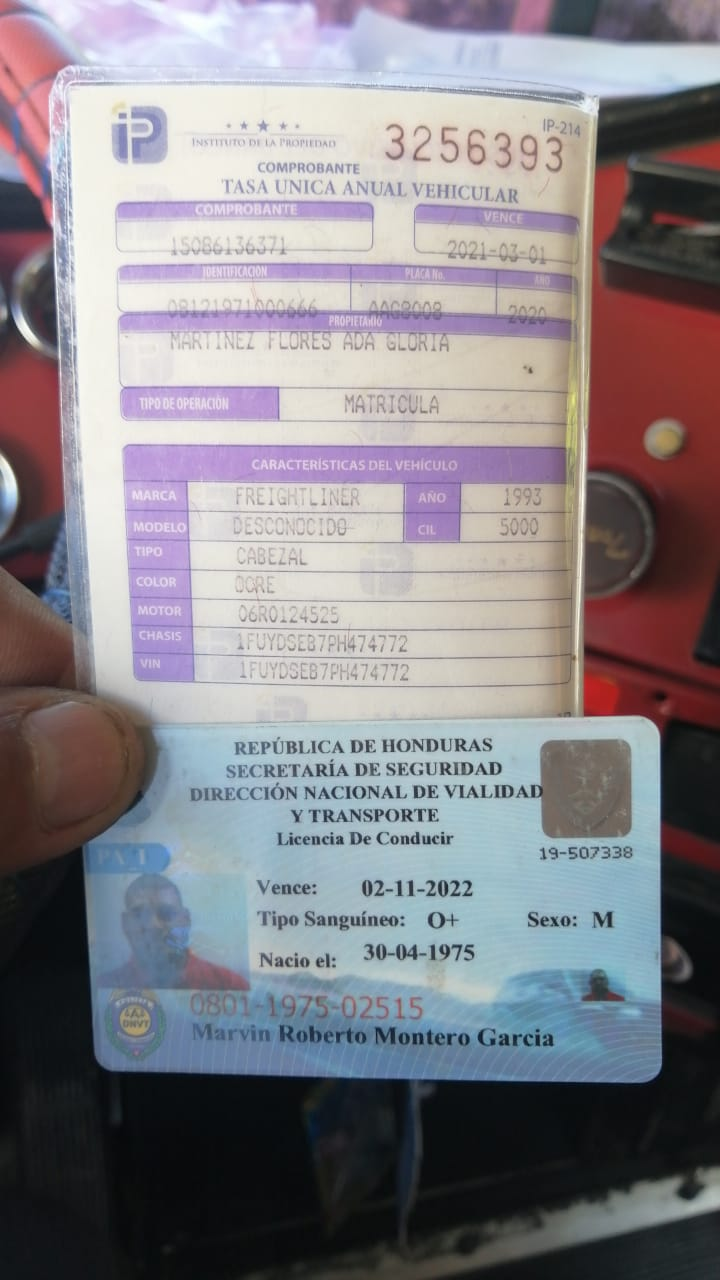 iP
INSTITUTO DE LA PROPIEDAD
3256393
IP-214
COMPROBANTE
TASA UNICA ANUAL VEHICULAR
COMPROBANTE
VENCE
15086136371
2021-03-01
IDENTIFICACIÓN
PLACA No.
AÑO
08121971000666
AAG8008
2020
PROPIETARIO
MARTINEZ FLORES ADA GLORIA
TIPO DE OPERACIÓN
MATRICULA
CARACTERÍSTICAS DEL VEHÍCULO
MARCA FREIGHTLINER AÑO 1993
MODELO DESCONOCIDO CIL 5000
TIPO CABEZAL
COLOR OCRE
MOTOR 06R0124525
CHASIS 1FUYDSEB7PH474772
VIN 1FUYDSEB7PH474772
REPÚBLICA DE HONDURAS
SECRETARÍA DE SEGURIDAD
DIRECCIÓN NACIONAL DE VIALIDAD
Y TRANSPORTE
Licencia De Conducir
19-507338
Vence: 02-11-2022
Tipo Sanguíneo: O+ Sexo: M
Nacio el: 30-04-1975
DNVT
0801-1975-02515
Marvin Roberto Montero Garcia